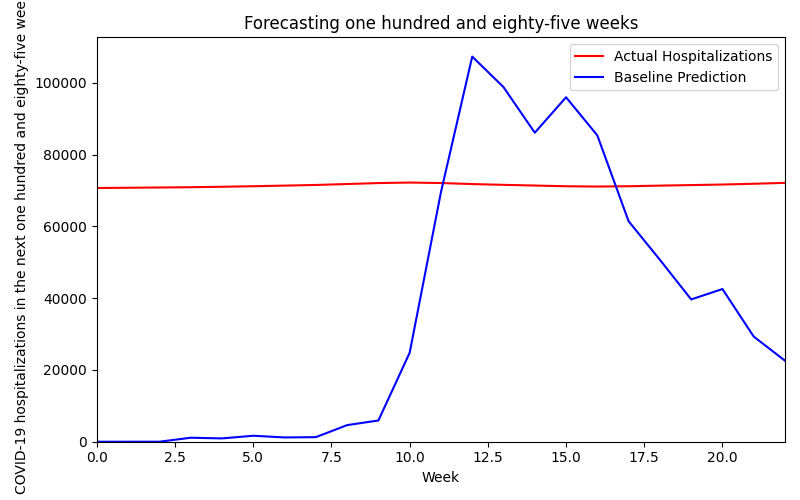 Forecasting one hundred and eighty-five weeks
Actual Hospitalizations
Baseline Prediction
COVID-19 hospitalizations in the next one hundred and eighty-five wee
100000
80000
60000
40000
20000
0
0.0 2.5 5.0 7.5 10.0 12.5 15.0 17.5 20.0
Week